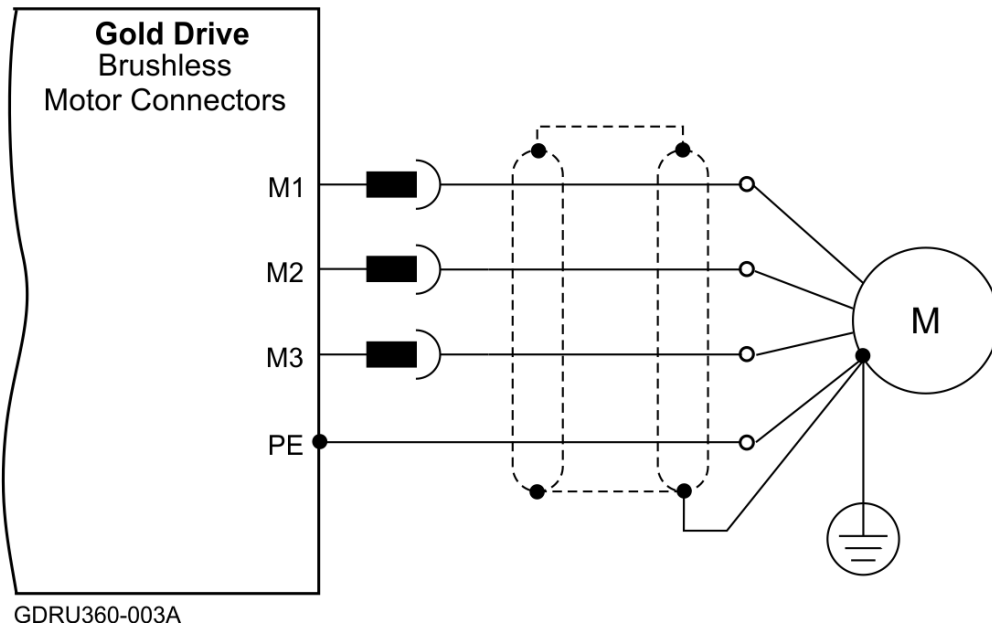 Gold Drive
Brushless
Motor Connectors
M1
M2
M3
PE
M
GDRU360-003A